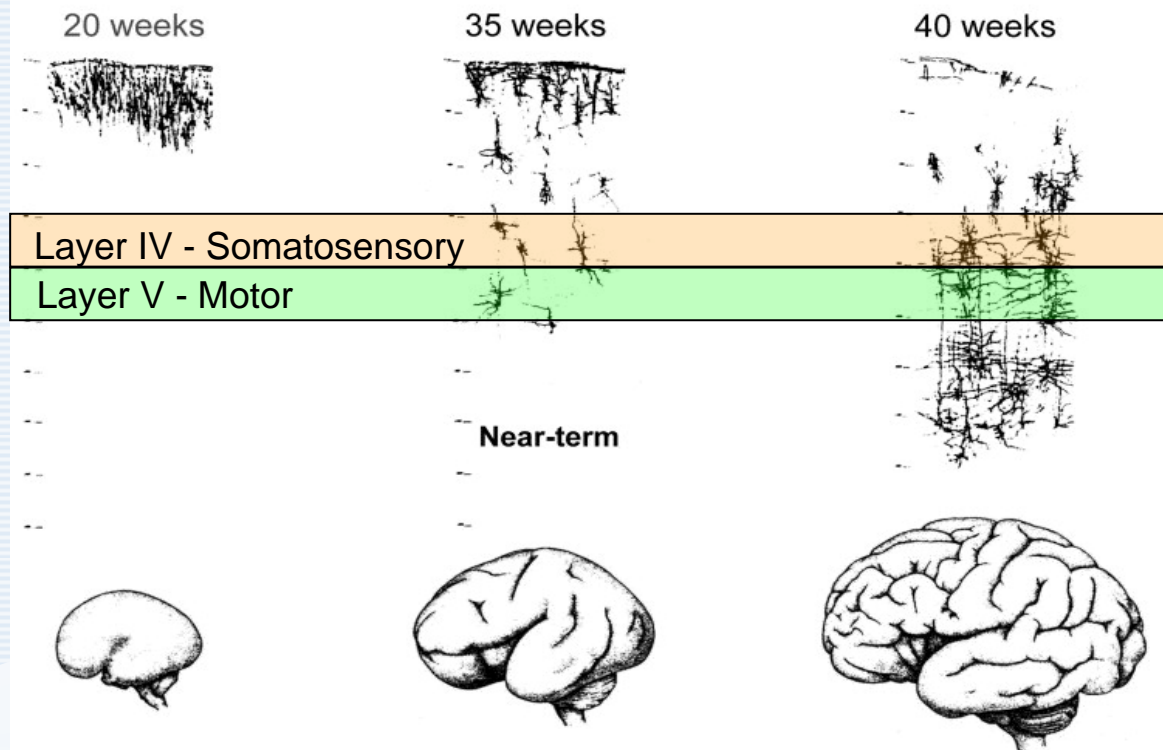 20 weeks
35 weeks
40 weeks
Layer IV - Somatosensory
Layer V - Motor
Near-term